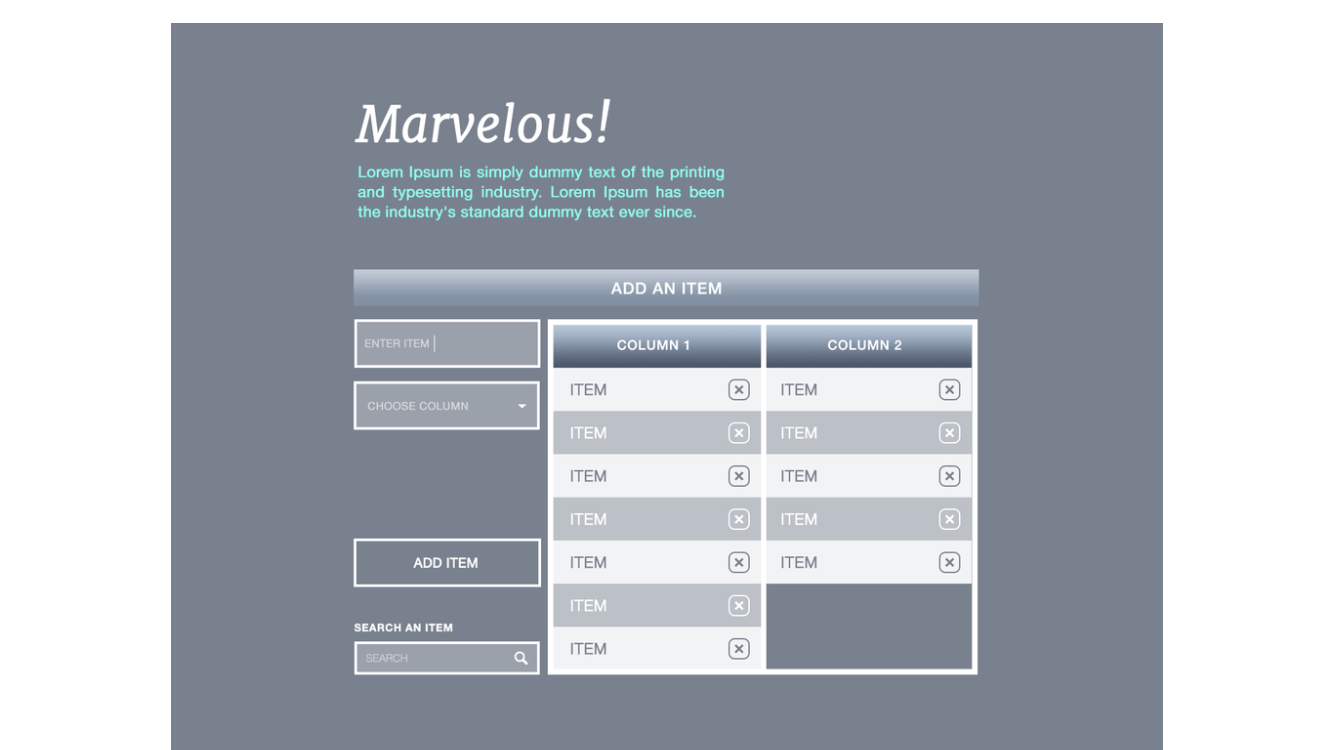 Marvelous!
Lorem Ipsum is simply dummy text of the printing
and typesetting industry. Lorem Ipsum has been
the industry's standard dummy text ever since.
ADD AN ITEM
ENTER ITEM
CHOOSE COLUMN
ADD ITEM
SEARCH AN ITEM
SEARCH
COLUMN 1 COLUMN 2
ITEM ITEM
ITEM ITEM
ITEM ITEM
ITEM ITEM
ITEM ITEM
ITEM
ITEM